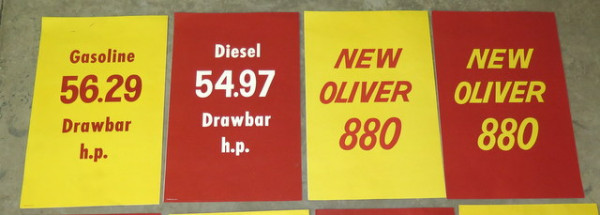 Gasoline
56.29
Drawbar
h.p.
Diesel
54.97
Drawbar
h.p.
NEW
OLIVER
880
NEW
OLIVER
880